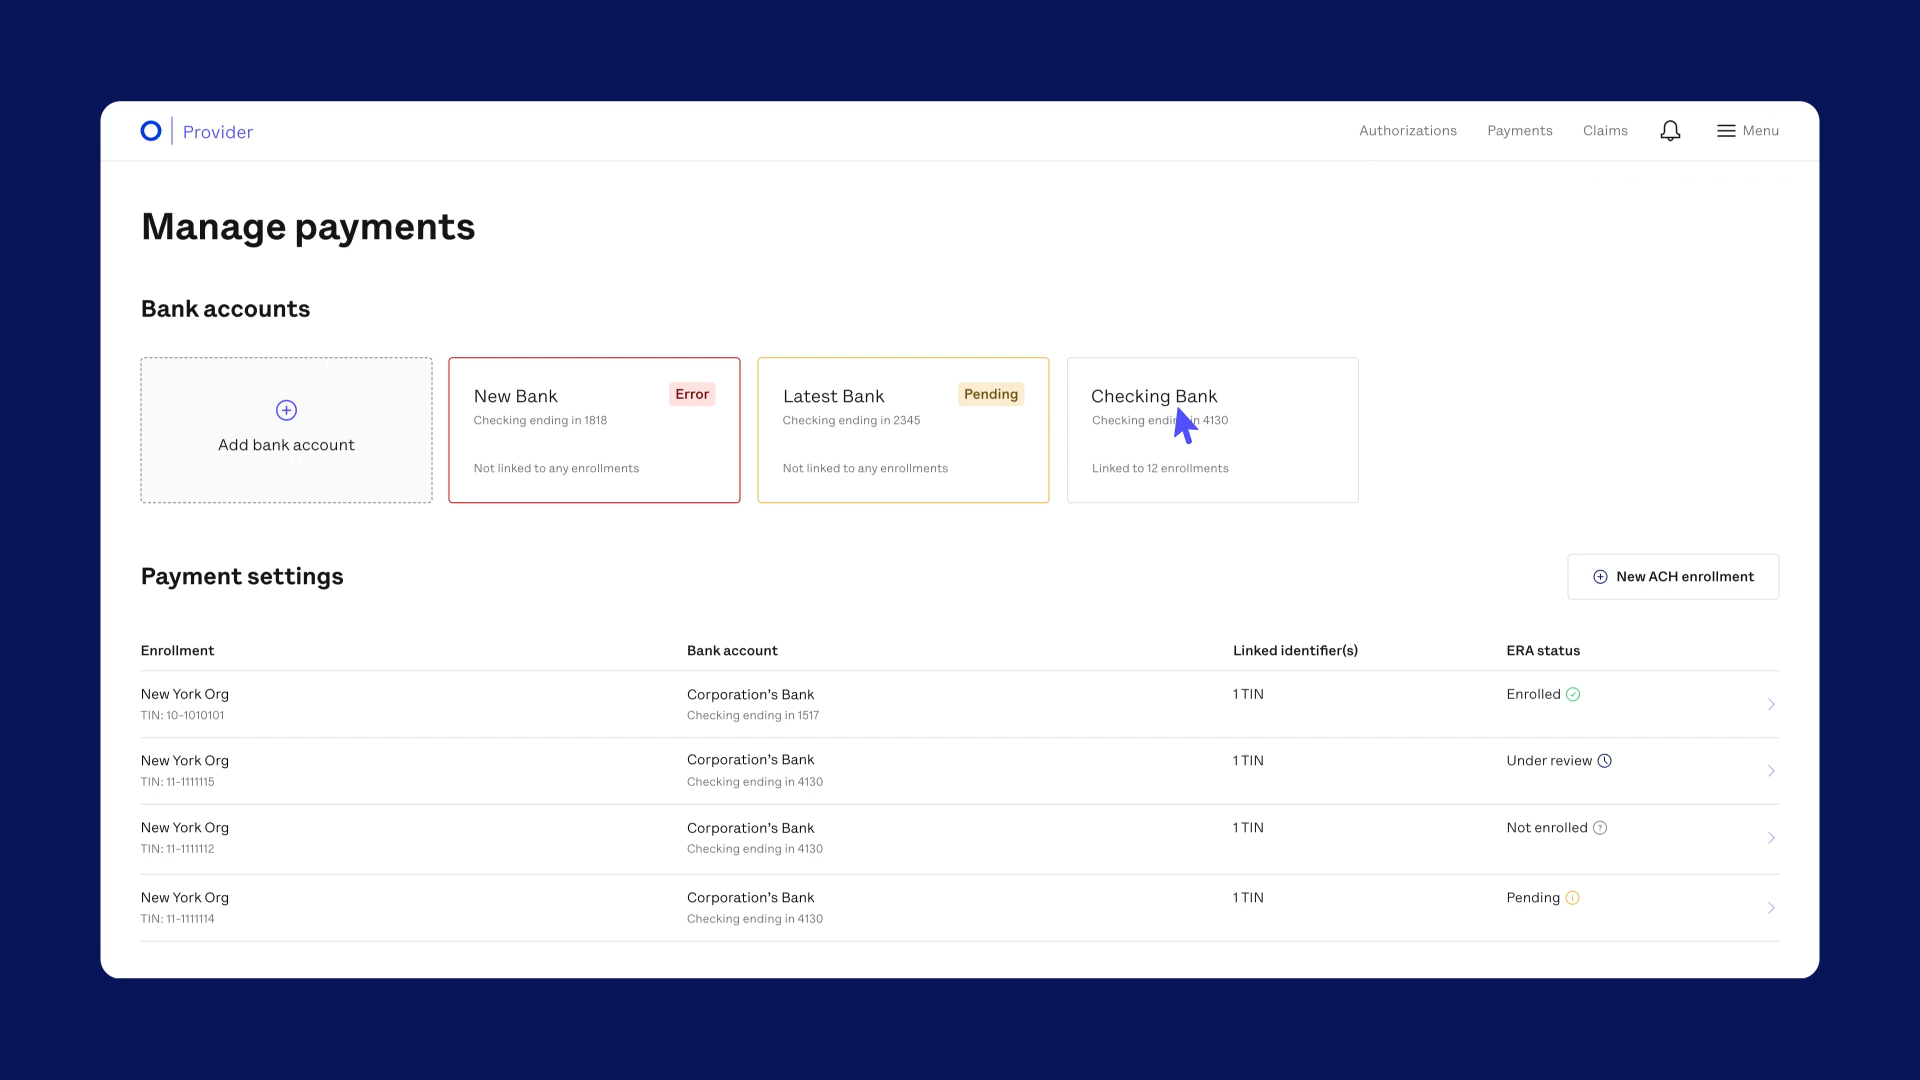 Provider
Authorizations
Payments
Claims
Menu
Manage payments
Bank accounts
Add bank account
New Bank
Error
Checking ending in 1818
Not linked to any enrollments
Latest Bank
Pending
Checking ending in 2345
Not linked to any enrollments
Checking Bank
Checking ending in 4130
Linked to 12 enrollments
Payment settings
New ACH enrollment
Enrollment
Bank account
Linked identifier(s)
ERA status
New York Org
TIN: 10-1010101
Corporation's Bank
Checking ending in 1517
1 TIN
Enrolled
New York Org
TIN: 11-1111115
Corporation's Bank
Checking ending in 4130
1 TIN
Under review
New York Org
TIN: 11-1111112
Corporation's Bank
Checking ending in 4130
1 TIN
Not enrolled
New York Org
TIN: 11-1111114
Corporation's Bank
Checking ending in 4130
1 TIN
Pending